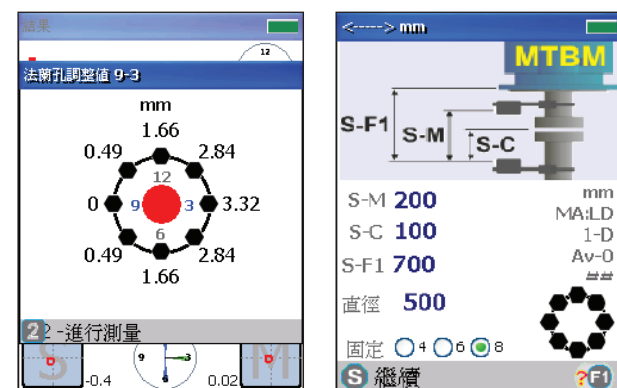 結果
12
法蘭孔調整値 9-3
mm
1.66
0.49 2.84
12
0 9 3 3.32
6
0.49 2.84
1.66
2 2 -進行測量
S 9 3 M
-0.4 6 0.02
<-----> mm
MTBM
S-F1
S-M
S-C
S-M 200
S-C 100
S-F1 700
直徑 500
固定 4 6 8
mm
MA:LD
1-D
Av-0
##
S 繼續 ?F1